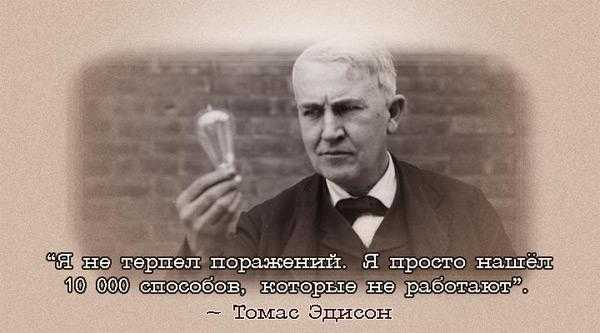 “Я не терпел поражений. Я просто нашёл
10 000 способов, которые не работают”.
~ Томас Эдисон